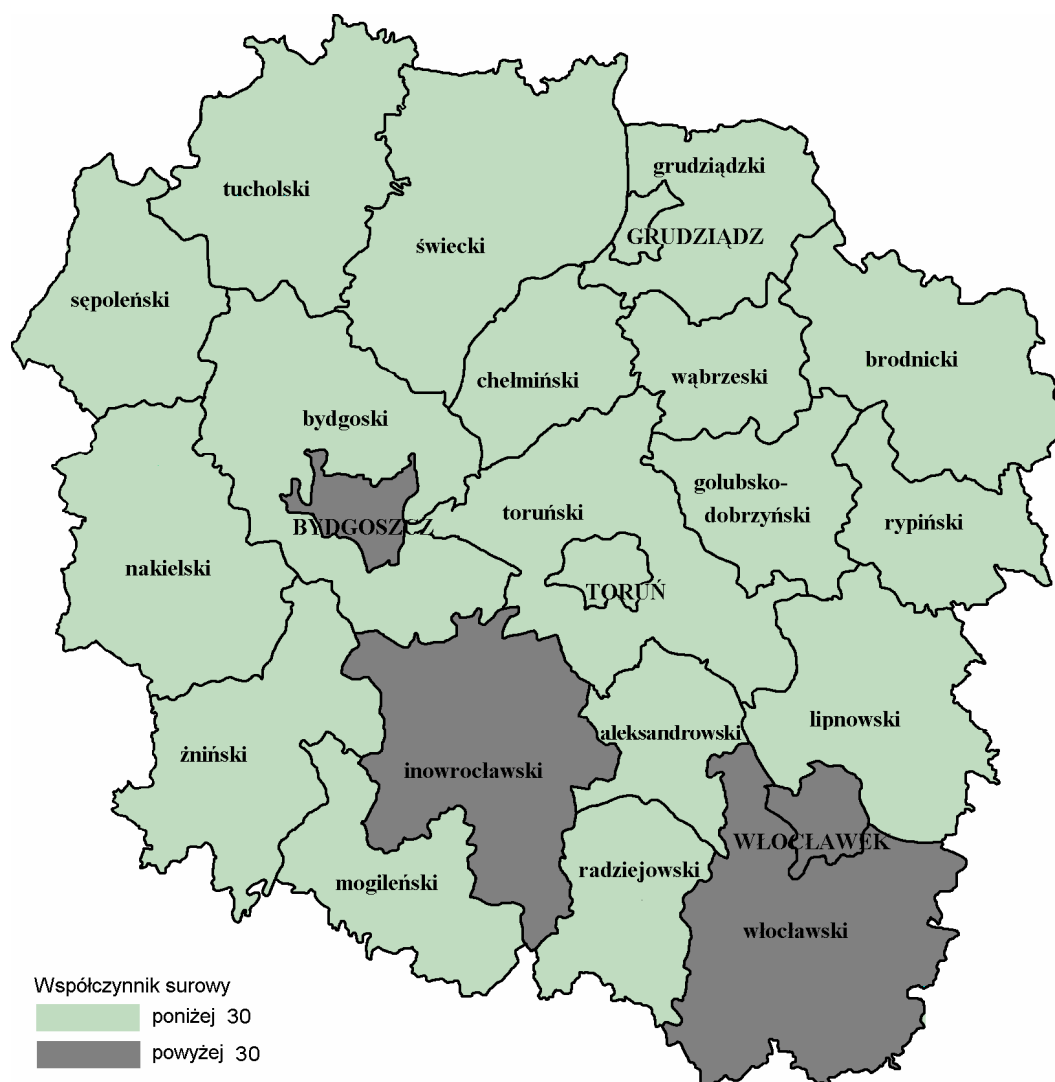 grudziądzki
tucholski
GRUDZIĄDZ
świecki
sępoleński
brodnicki
chełmiński
wąbrzeski
bydgoski
golubsko-
dobrzyński
toruński
rypiński
BYDGOSZCZ
nakielski
TORUŃ
lipnowski
aleksandrowski
żniński
inowrocławski
WŁOCŁAWEK
radziejowski
mogileński
włocławski
Współczynnik surowy
poniżej 30
powyżej 30